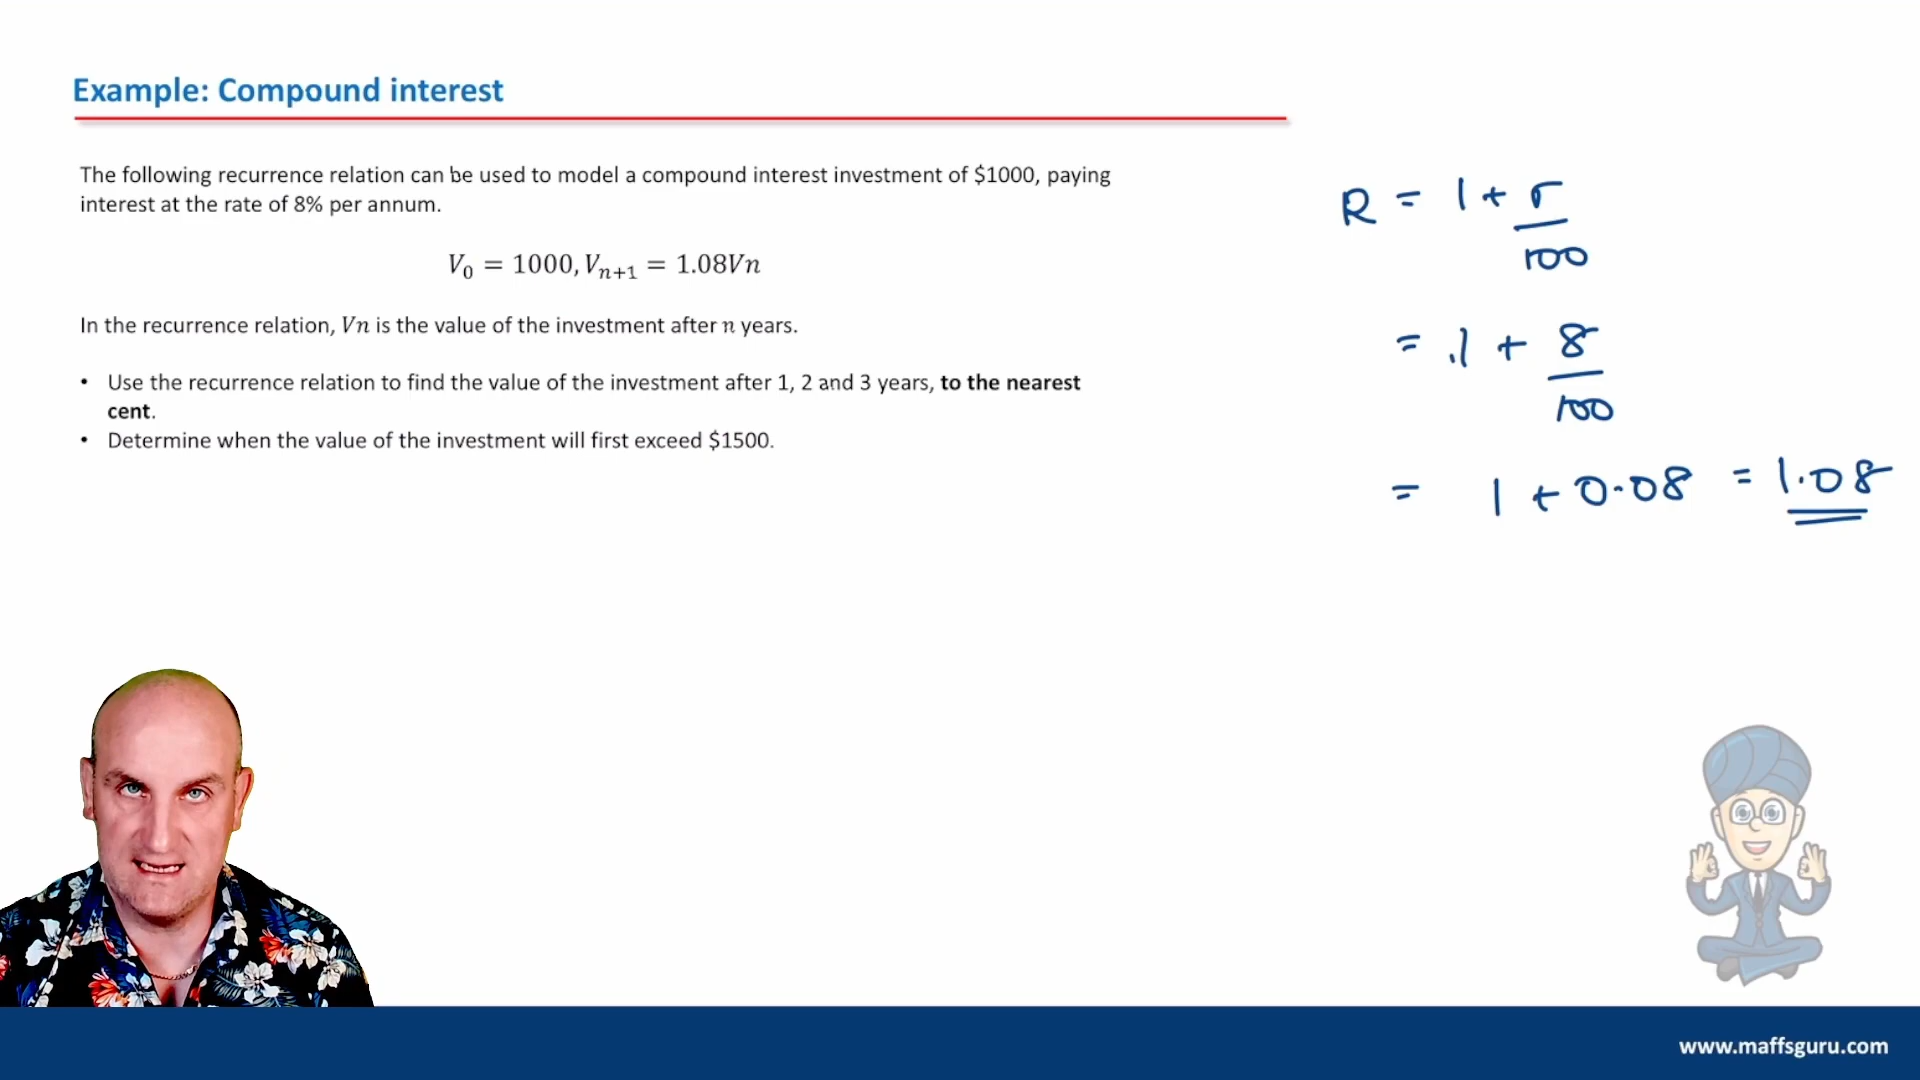 Example: Compound interest
The following recurrence relation can be used to model a compound interest investment of $1000, paying
interest at the rate of 8% per annum.
V₀ = 1000, Vₙ₊₁ = 1.08Vn
In the recurrence relation, Vn is the value of the investment after n years.
• Use the recurrence relation to find the value of the investment after 1, 2 and 3 years, to the nearest
cent.
• Determine when the value of the investment will first exceed $1500.
R = 1 + r
100
= 1 + 8
100
= 1 + 0.08 = 1.08
www.maffsguru.com